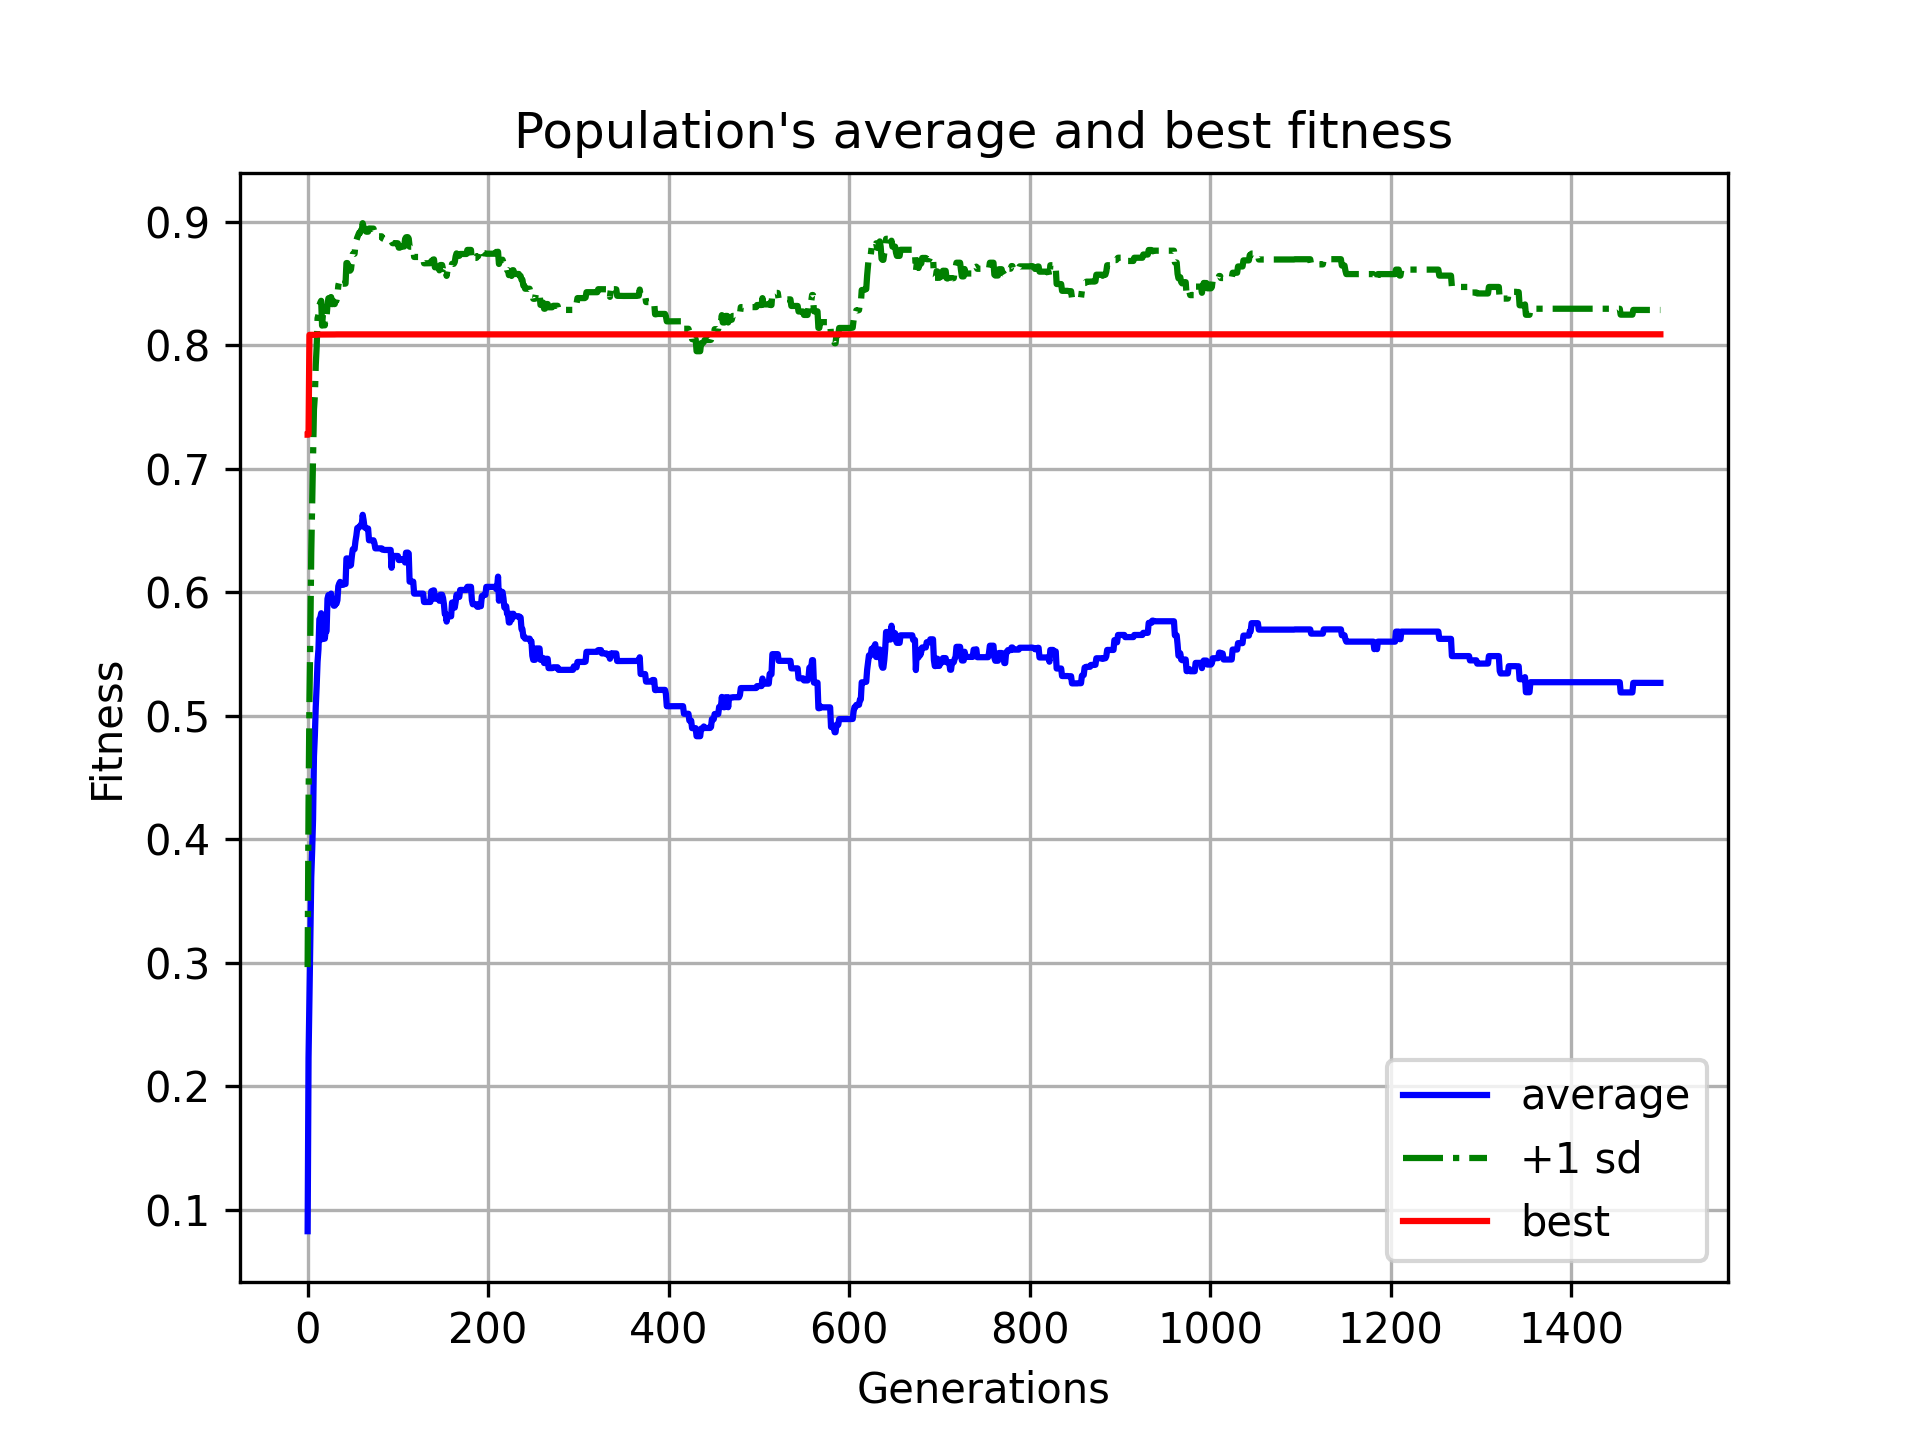 Population's average and best fitness
0.9
0.8
0.7
0.6
0.5
0.4
0.3
0.2
0.1
Fitness
average
+1 sd
best
0 200 400 600 800 1000 1200 1400
Generations